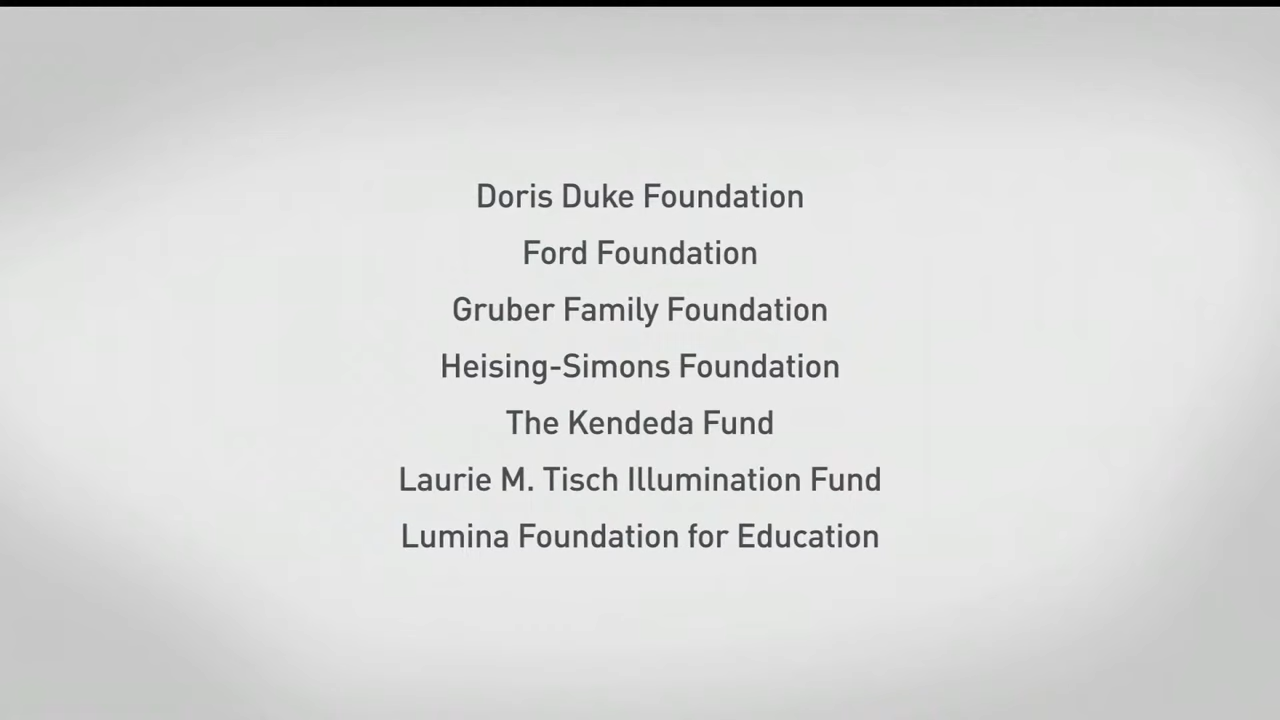 Doris Duke Foundation
Ford Foundation
Gruber Family Foundation
Heising-Simons Foundation
The Kendeda Fund
Laurie M. Tisch Illumination Fund
Lumina Foundation for Education